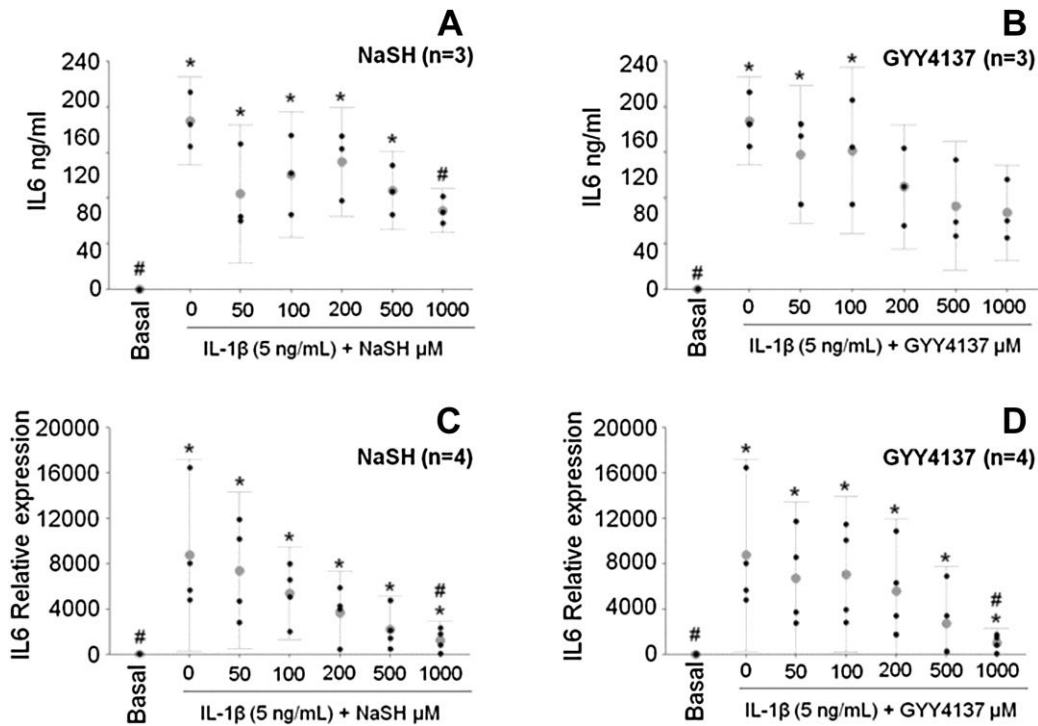 A
NaSH (n=3)
IL6 ng/ml
240
200
160
120
80
40
0
# * * * * * #
Basal
0 50 100 200 500 1000
IL-1β (5 ng/mL) + NaSH µM
B
GYY4137 (n=3)
IL6 ng/ml
240
200
160
120
80
40
0
# * * *
Basal
0 50 100 200 500 1000
IL-1β (5 ng/mL) + GYY4137 µM
C
NaSH (n=4)
IL6 Relative expression
20000
16000
12000
8000
4000
0
# * * * * * # *
Basal
0 50 100 200 500 1000
IL-1β (5 ng/mL) + NaSH µM
D
GYY4137 (n=4)
IL6 Relative expression
20000
16000
12000
8000
4000
0
# * * * * * # *
Basal
0 50 100 200 500 1000
IL-1β (5 ng/mL) + GYY4137 µM